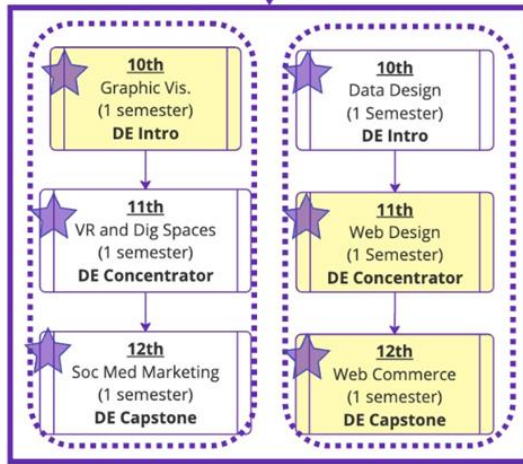 10th
Graphic Vis.
(1 semester)
DE Intro
11th
VR and Dig Spaces
(1 semester)
DE Concentrator
12th
Soc Med Marketing
(1 semester)
DE Capstone
10th
Data Design
(1 Semester)
DE Intro
11th
Web Design
(1 Semester)
DE Concentrator
12th
Web Commerce
(1 semester)
DE Capstone